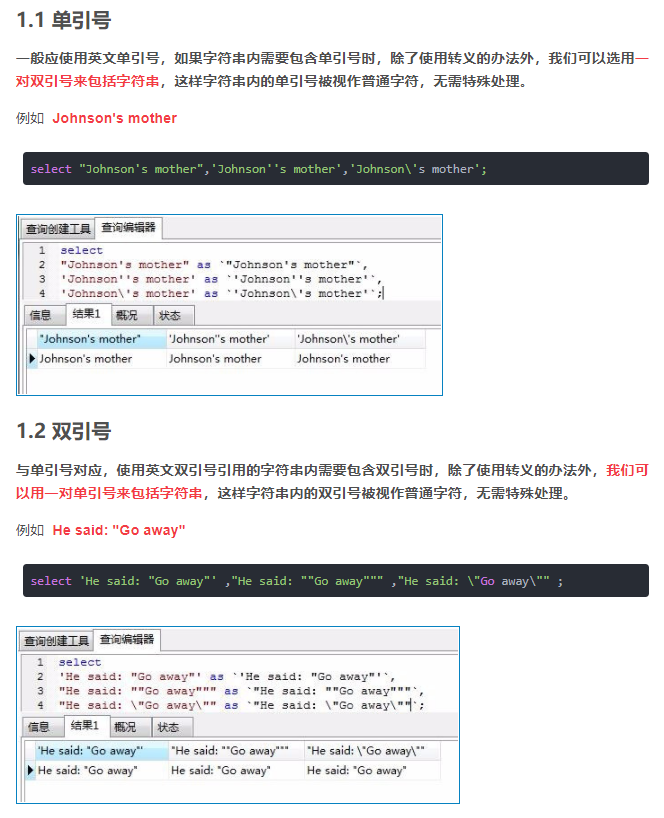 1.1 单引号
一般应使用英文单引号，如果字符串内需要包含单引号时，除了使用转义的办法外，我们可以选用一
对双引号来包括字符串，这样字符串内的单引号被视作普通字符，无需特殊处理。
例如 Johnson's mother
select "Johnson's mother",'Johnson''s mother','Johnson\'s mother';
查询创建工具 查询编辑器
1 select
2 "Johnson's mother" as `"Johnson's mother"`,
3 'Johnson''s mother' as `'Johnson''s mother'`,
4 'Johnson\'s mother' as `'Johnson\'s mother'`;
信息 结果1 概况 状态
"Johnson's mother" 'Johnson''s mother' 'Johnson\'s mother'
Johnson's mother Johnson's mother Johnson's mother
1.2 双引号
与单引号对应，使用英文双引号引用的字符串内需要包含双引号时，除了使用转义的办法外，我们可
以用一对单引号来包括字符串，这样字符串内的双引号被视作普通字符，无需特殊处理。
例如 He said: "Go away"
select 'He said: "Go away"' ,"He said: ""Go away""" ,"He said: \"Go away\"" ;
查询创建工具 查询编辑器
1 select
2 'He said: "Go away"' as `'He said: "Go away"'`,
3 "He said: ""Go away""" as `"He said: ""Go away"""`,
4 "He said: \"Go away\"" as `"He said: \"Go away\""`;
信息 结果1 概况 状态
'He said: "Go away"' "He said: ""Go away""" "He said: \"Go away\""
He said: "Go away" He said: "Go away" He said: "Go away"